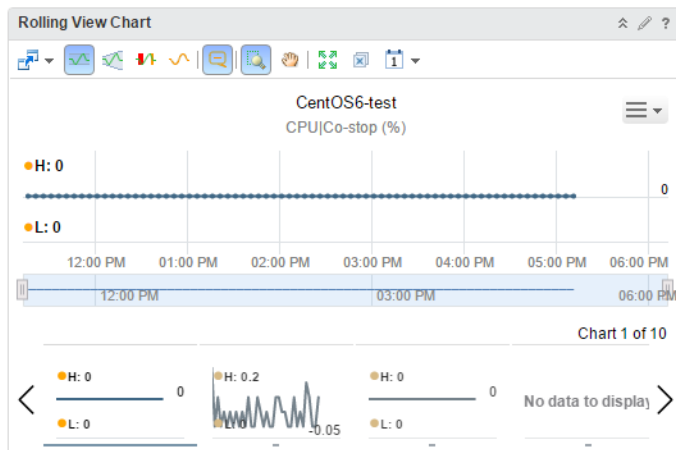 Rolling View Chart ?
1
CentOS6-test
CPU|Co-stop (%)
H: 0
0
L: 0
12:00 PM 01:00 PM 02:00 PM 03:00 PM 04:00 PM 05:00 PM 06:00 PM
12:00 PM 03:00 PM 06:00 PM
Chart 1 of 10
H: 0 H: 0.2 H: 0
0 0
No data to display
L: 0 L: 0 -0.05 L: 0
- - -